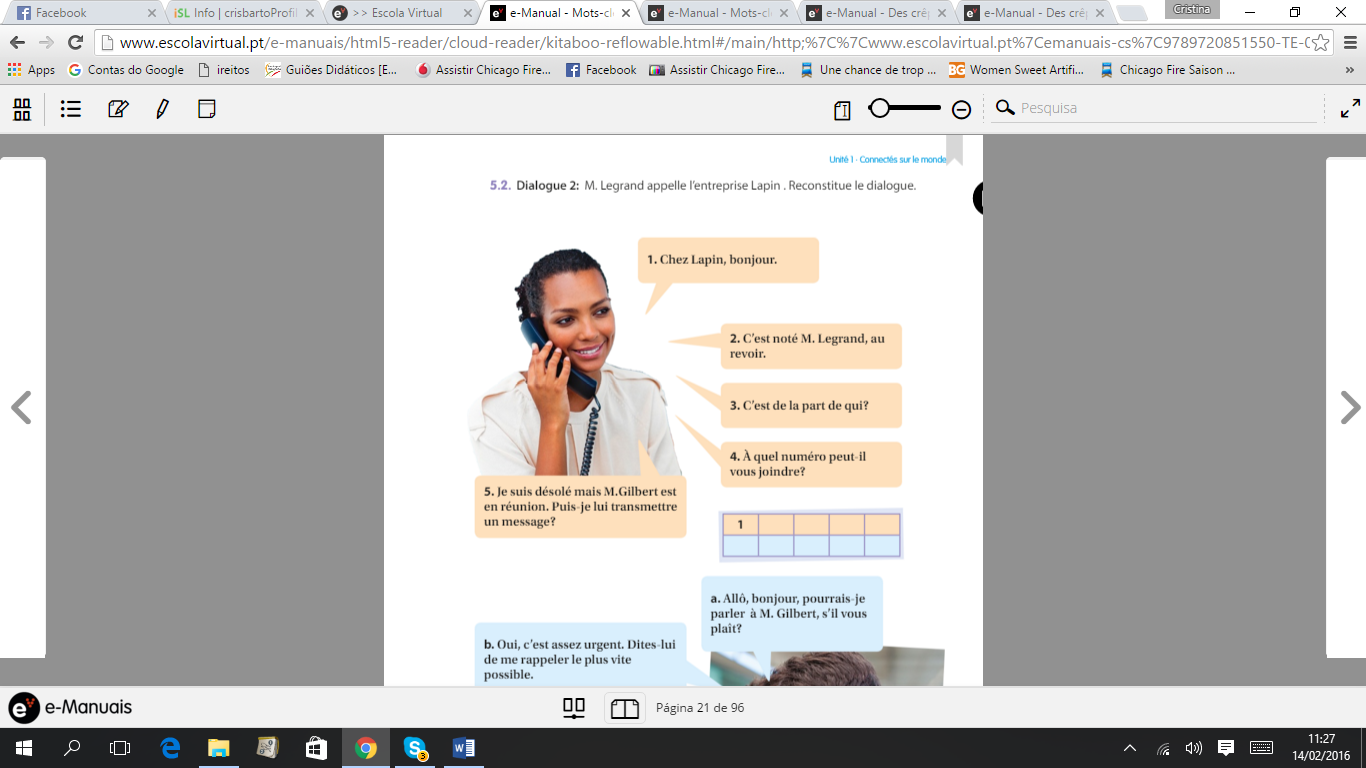 Facebook
iSL Info | crisbartoProfil
>> Escola Virtual
e-Manual - Mots-cl
e-Manual - Mots-cl
e-Manual - Des crêp
e-Manual - Des crêp
Cristina
www.escolavirtual.pt/e-manuais/html5-reader/cloud-reader/kitaboo-reflowable.html#/main/http;%7C%7Cwww.escolavirtual.pt%7Cemanuais-cs%7C9789720851550-TE-0
Apps
Contas do Google
ireitos
Guiões Didáticos [E...
Assistir Chicago Fire...
Facebook
Assistir Chicago Fire...
Une chance de trop ...
BG Women Sweet Artifi...
Chicago Fire Saison ...
»
Pesquisa
Unité 1 · Connectés sur le monde
5.2. Dialogue 2: M. Legrand appelle l'entreprise Lapin . Reconstitue le dialogue.
1. Chez Lapin, bonjour.
2. C'est noté M. Legrand, au
revoir.
3. C'est de la part de qui?
4. À quel numéro peut-il
vous joindre?
5. Je suis désolé mais M.Gilbert est
en réunion. Puis-je lui transmettre
un message?
1
a. Allô, bonjour, pourrais-je
parler à M. Gilbert, s'il vous
plaît?
b. Oui, c'est assez urgent. Dites-lui
de me rappeler le plus vite
possible.
e-Manuais
Página 21 de 96
3
11:27
14/02/2016